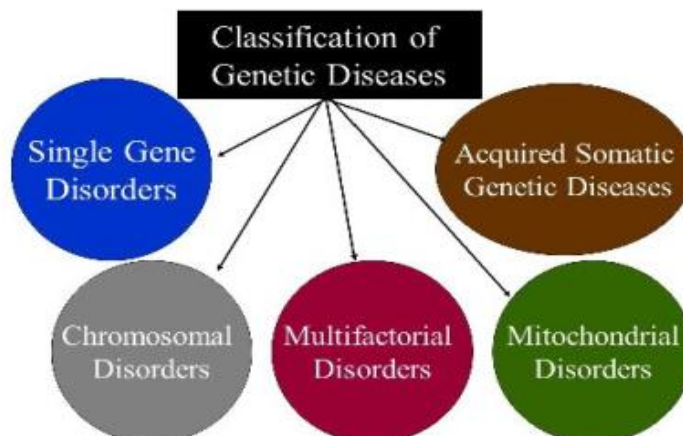 Classification of
Genetic Diseases
Single Gene
Disorders
Acquired Somatic
Genetic Diseases
Chromosomal
Disorders
Multifactorial
Disorders
Mitochondrial
Disorders